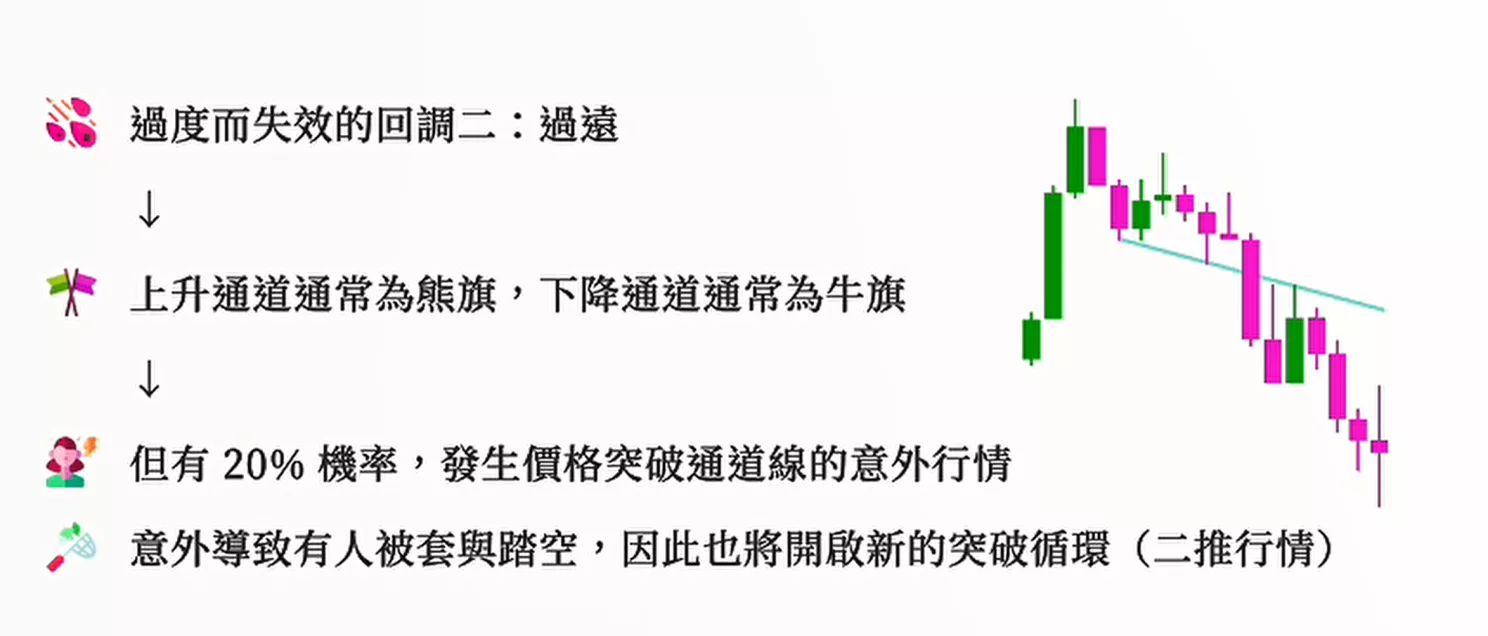 過度而失效的回調二：過遠
↓
上升通道通常為熊旗，下降通道通常為牛旗
↓
但有 20% 機率，發生價格突破通道線的意外行情
意外導致有人被套與踏空，因此也將開啟新的突破循環（二推行情）